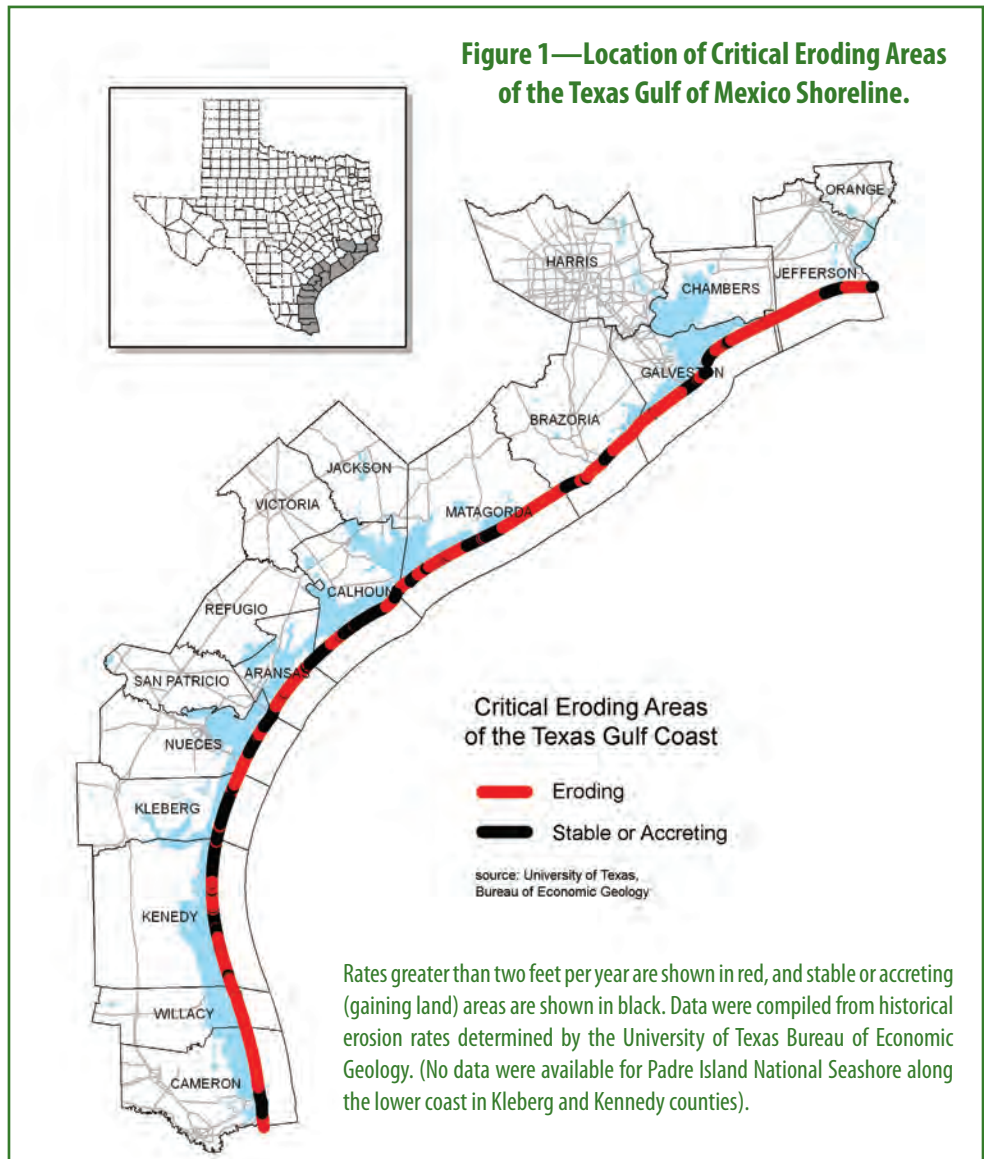 Figure 1—Location of Critical Eroding Areas
of the Texas Gulf of Mexico Shoreline.
ORANGE
HARRIS
JEFFERSON
CHAMBERS
GALVESTON
BRAZORIA
JACKSON
VICTORIA
MATAGORDA
CALHOUN
REFUGIO
ARANSAS
SAN PATRICIO
NUECES
KLEBERG
KENEDY
WILLACY
CAMERON
Critical Eroding Areas
of the Texas Gulf Coast
Eroding
Stable or Accreting
source: University of Texas,
Bureau of Economic Geology
Rates greater than two feet per year are shown in red, and stable or accreting
(gaining land) areas are shown in black. Data were compiled from historical
erosion rates determined by the University of Texas Bureau of Economic
Geology. (No data were available for Padre Island National Seashore along
the lower coast in Kleberg and Kennedy counties).